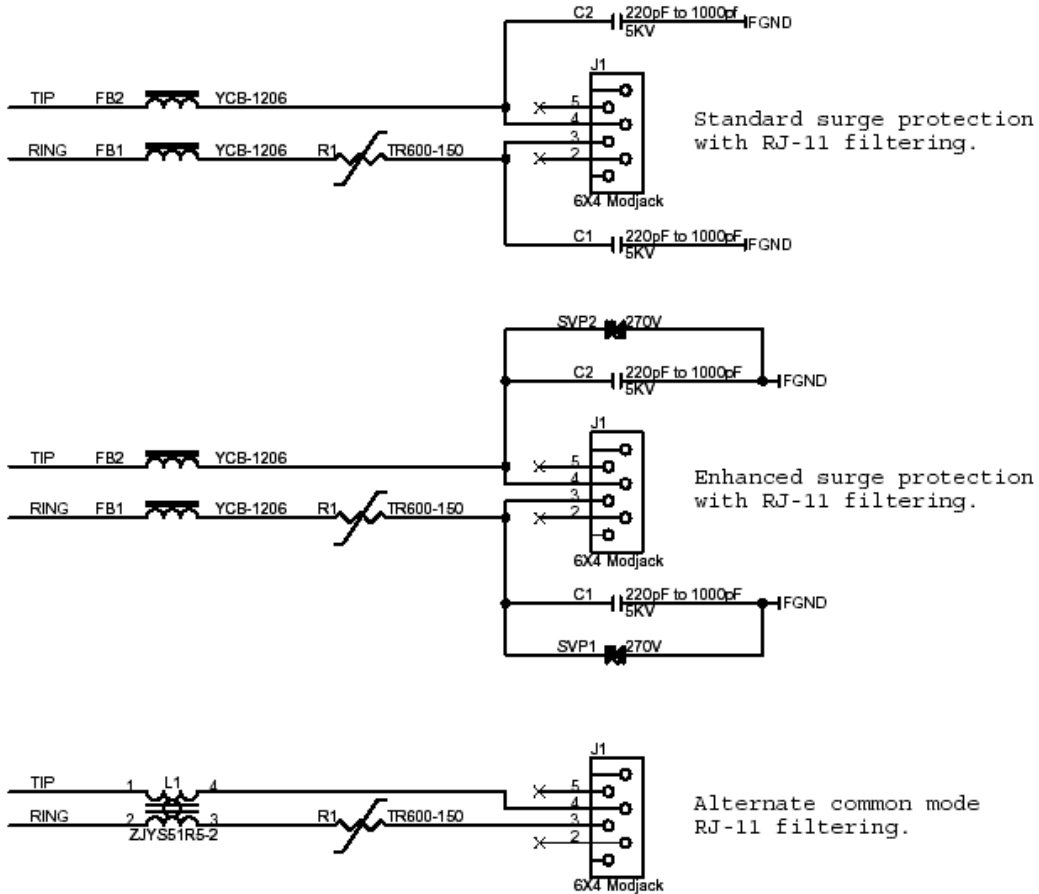 C2 220pF to 1000pf FGND
5KV
J1
TIP FB2 YCB-1206 5
4
Standard surge protection
with RJ-11 filtering.
3
RING FB1 YCB-1206 R1 TR600-150 2
6X4 Modjack
C1 220pF to 1000pF FGND
5KV
SVP2 270V
C2 220pF to 1000pF FGND
5KV
J1
TIP FB2 YCB-1206 5
4
Enhanced surge protection
with RJ-11 filtering.
3
RING FB1 YCB-1206 R1 TR600-150 2
6X4 Modjack
C1 220pF to 1000pF FGND
5KV
SVP1 270V
J1
TIP 1 L1 4 5
4
Alternate common mode
RJ-11 filtering.
RING 2 3 R1 TR600-150 3
ZJYS51R5-2 2
6X4 Modjack